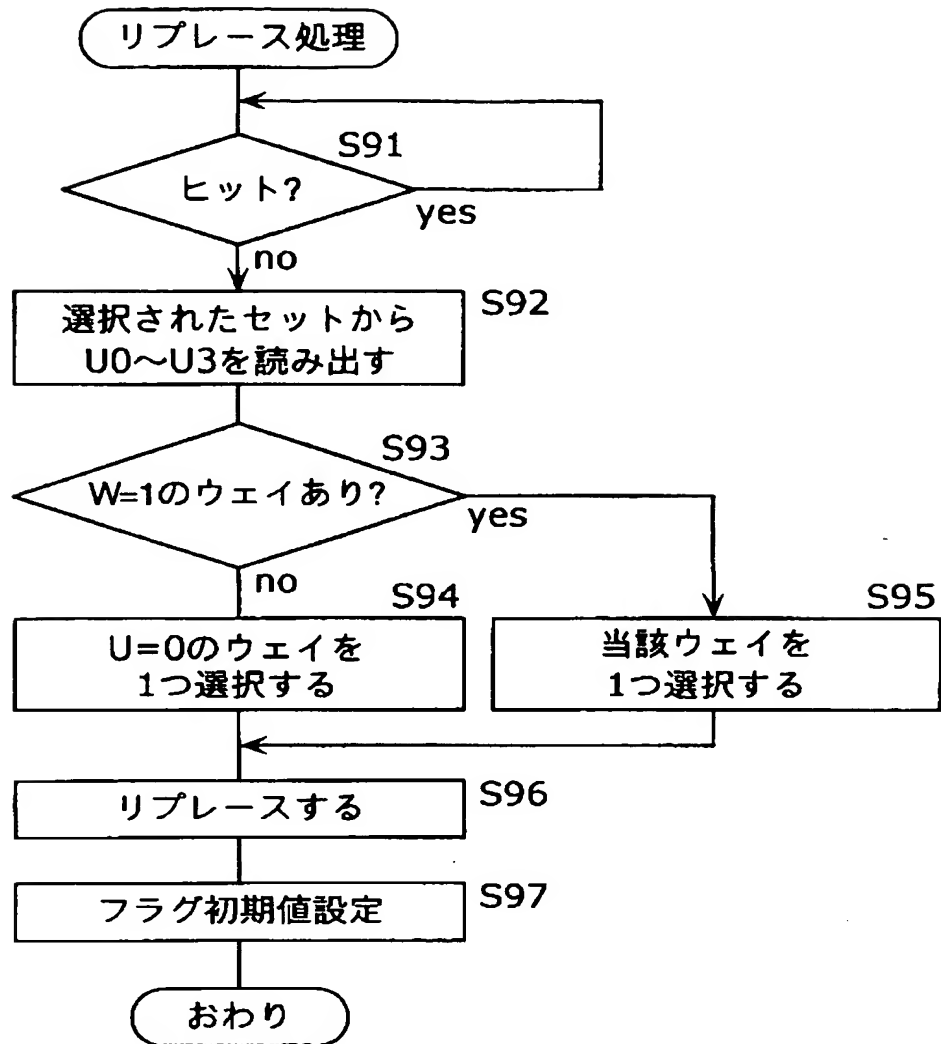 リプレース処理
S91
ヒット?
yes
no
S92
選択されたセットから
U0～U3を読み出す
S93
W=1のウェイあり?
yes
no
S94
U=0のウェイを
1つ選択する
S95
当該ウェイを
1つ選択する
S96
リプレースする
S97
フラグ初期値設定
おわり